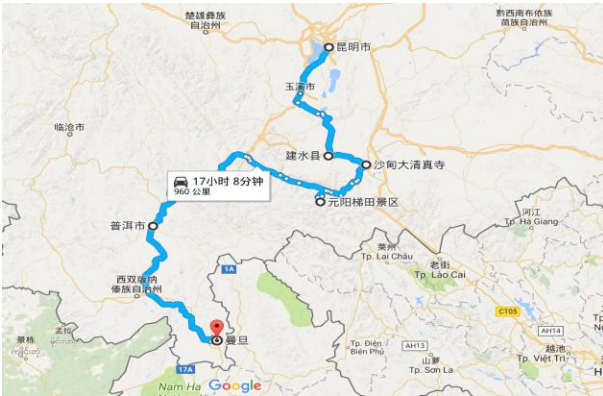 楚雄彝族
自治州
黔西南布依族
苗族自治州
昆明市
玉溪市
临沧市
建水县
沙甸大清真寺
17小时 8分钟
960 公里
元阳梯田景区
普洱市
河江
Tp. Hà Giang
莱州
Tp. Lai Châu
老街
Tp. Lào Cai
1A
西双版纳
傣族自治州
CT05
孟拉
景栋
曼旦
AH13
AH14
Tp. Điện
Biên Phủ
山萝
Tp. Sơn La
越池
Tp. Việt Trì
17A
Nam Ha
Google